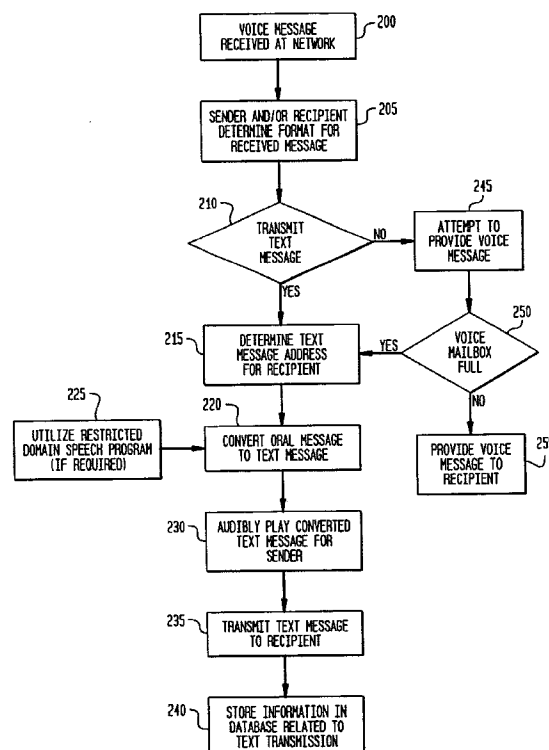 200
VOICE MESSAGE
RECEIVED AT NETWORK
205
SENDER AND/OR RECIPIENT
DETERMINE FORMAT FOR
RECEIVED MESSAGE
210
TRANSMIT
TEXT
MESSAGE
NO
YES
245
ATTEMPT TO
PROVIDE VOICE
MESSAGE
250
VOICE
MAILBOX
FULL
YES
NO
215
DETERMINE TEXT
MESSAGE ADDRESS
FOR RECIPIENT
225
UTILIZE RESTRICTED
DOMAIN SPEECH PROGRAM
(IF REQUIRED)
220
CONVERT ORAL MESSAGE
TO TEXT MESSAGE
PROVIDE VOICE
MESSAGE TO
RECIPIENT
230
AUDIBLY PLAY CONVERTED
TEXT MESSAGE FOR
SENDER
235
TRANSMIT TEXT MESSAGE
TO RECIPIENT
240
STORE INFORMATION IN
DATABASE RELATED TO
TEXT TRANSMISSION